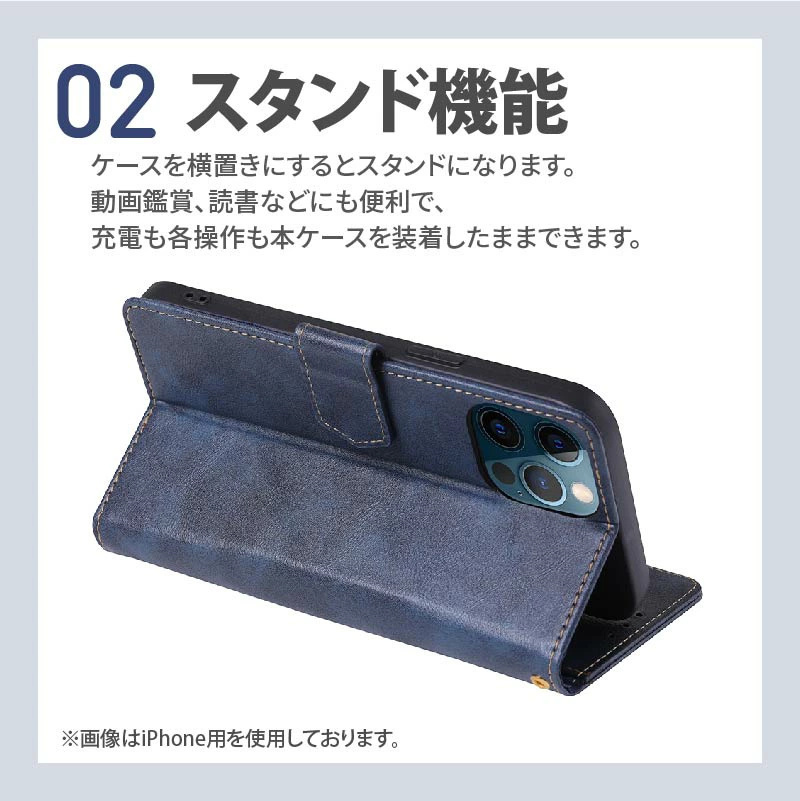 02 スタンド機能
ケースを横置きにするとスタンドになります。
動画鑑賞、読書などにも便利で、
充電も各操作も本ケースを装着したままできます。
※画像はiPhone用を使用しております。